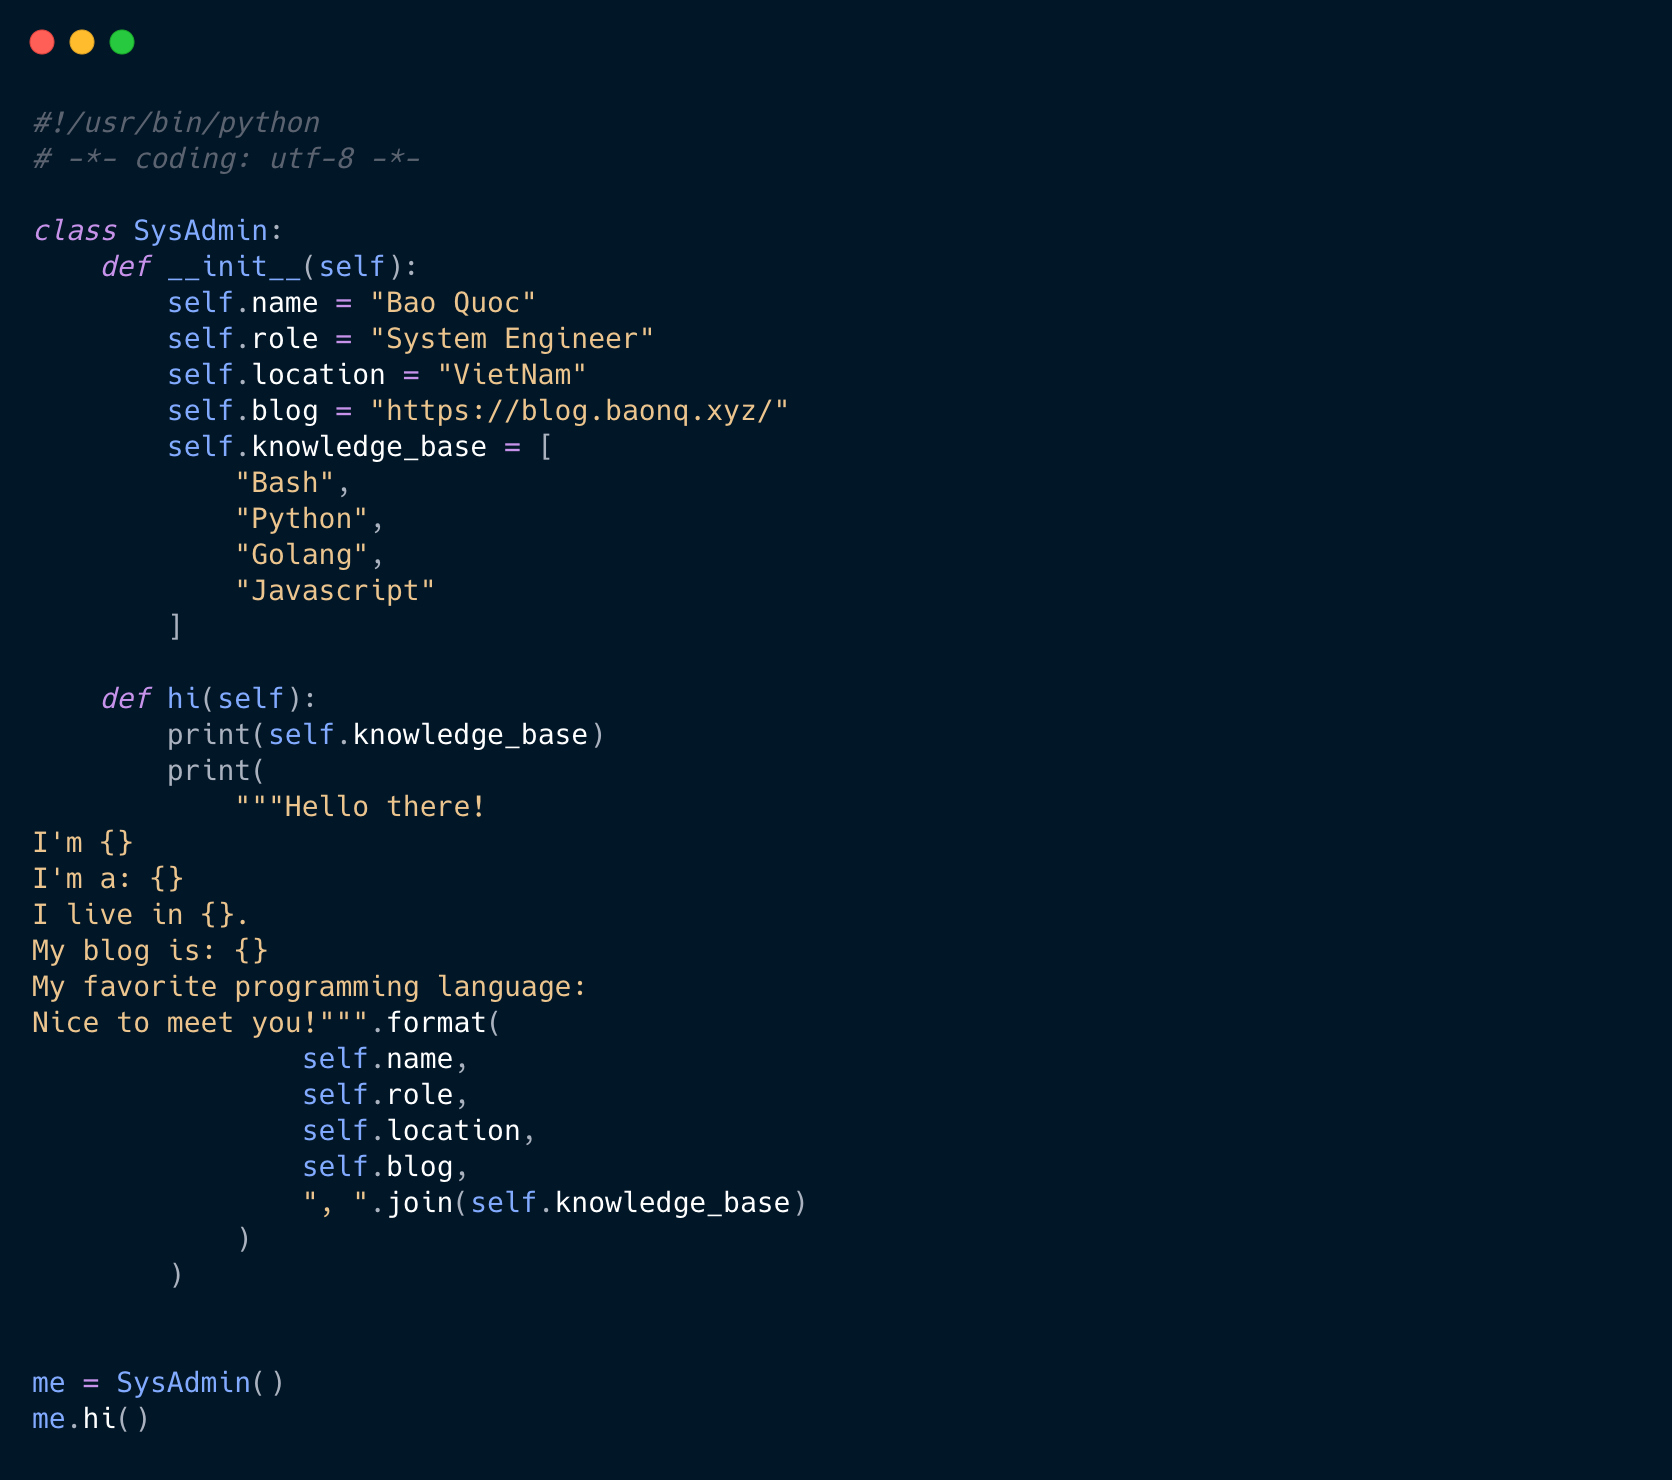 #!/usr/bin/python
# -*- coding: utf-8 -*-

class SysAdmin:
    def __init__(self):
        self.name = "Bao Quoc"
        self.role = "System Engineer"
        self.location = "VietNam"
        self.blog = "https://blog.baonq.xyz/"
        self.knowledge_base = [
            "Bash",
            "Python",
            "Golang",
            "Javascript"
        ]

    def hi(self):
        print(self.knowledge_base)
        print(
            """Hello there!
I'm {}
I'm a: {}
I live in {}.
My blog is: {}
My favorite programming language:
Nice to meet you!""".format(
                self.name,
                self.role,
                self.location,
                self.blog,
                ", ".join(self.knowledge_base)
            )
        )


me = SysAdmin()
me.hi()